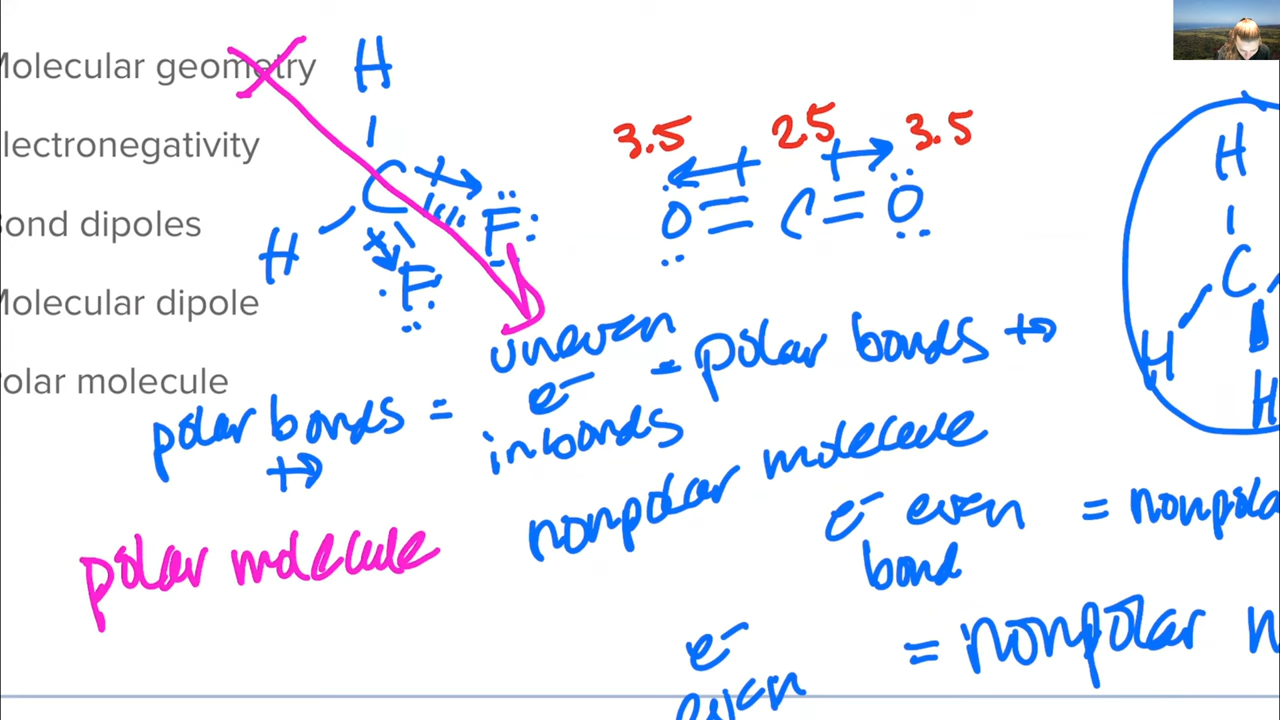 Molecular geometry
lectronegativity
ond dipoles
Molecular dipole
olar molecule
H
C
F
H
F
3.5 2.5 3.5
O = C = O
H
C
H
H
uneven
e⁻ = polar bonds
in bonds
polar bonds =
nonpolar molecule
e⁻ even = nonpola
bond
polar molecule
e⁻ = nonpolar
even